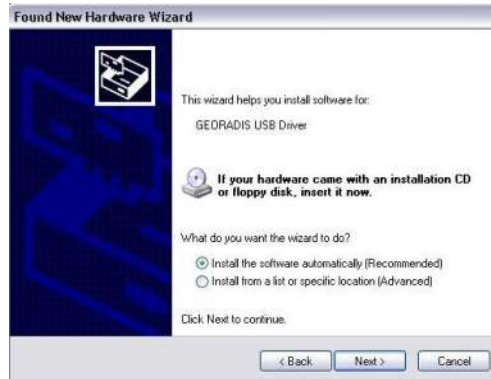 Found New Hardware Wizard
This wizard helps you install software for:
GEORADIS USB Driver
If your hardware came with an installation CD
or floppy disk, insert it now.
What do you want the wizard to do?
Install the software automatically (Recommended)
Install from a list or specific location (Advanced)
Click Next to continue.
< Back
Next >
Cancel